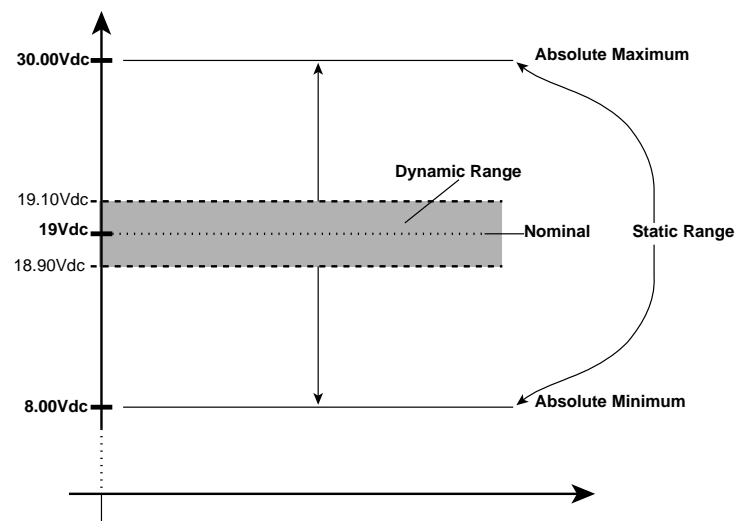 30.00Vdc
Absolute Maximum
Dynamic Range
19.10Vdc
19Vdc
Nominal
Static Range
18.90Vdc
8.00Vdc
Absolute Minimum